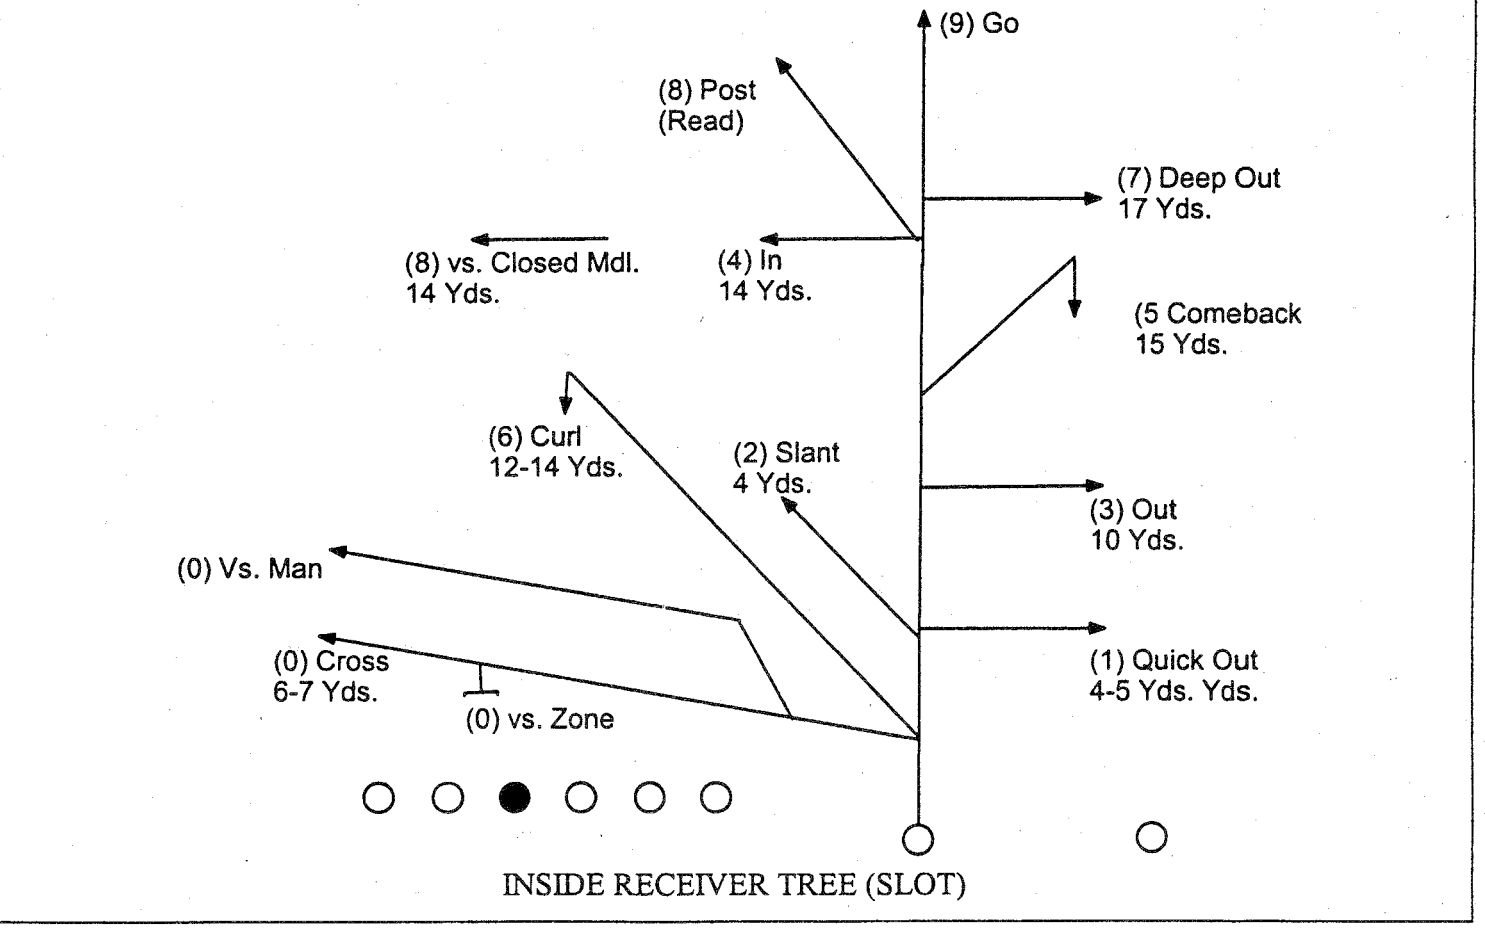 (9) Go
(8) Post
(Read)
(7) Deep Out
17 Yds.
(8) vs. Closed Mdl.
14 Yds.
(4) In
14 Yds.
(5 Comeback
15 Yds.
(6) Curl
12-14 Yds.
(2) Slant
4 Yds.
(3) Out
10 Yds.
(0) Vs. Man
(0) Cross
6-7 Yds.
(0) vs. Zone
(1) Quick Out
4-5 Yds. Yds.
INSIDE RECEIVER TREE (SLOT)